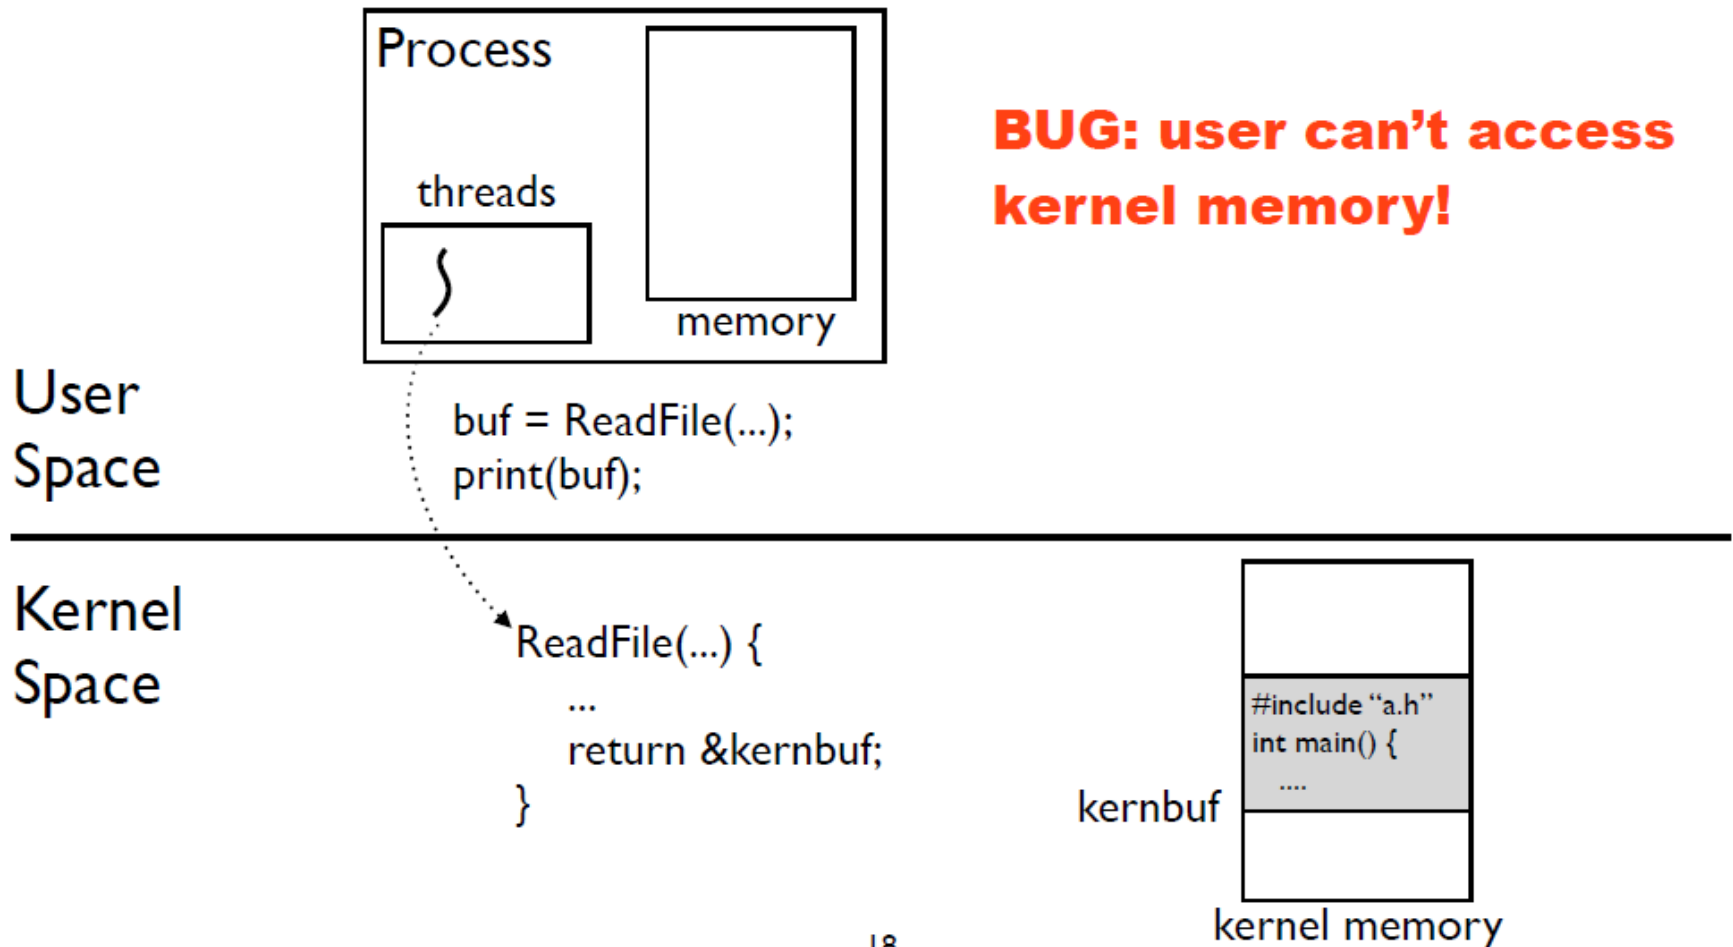 Process
BUG: user can’t access
kernel memory!
threads
memory
User
Space
buf = ReadFile(...);
print(buf);
Kernel
Space
ReadFile(...) {
...
return &kernbuf;
}
#include “a.h”
int main() {
....
kernbuf
kernel memory
18